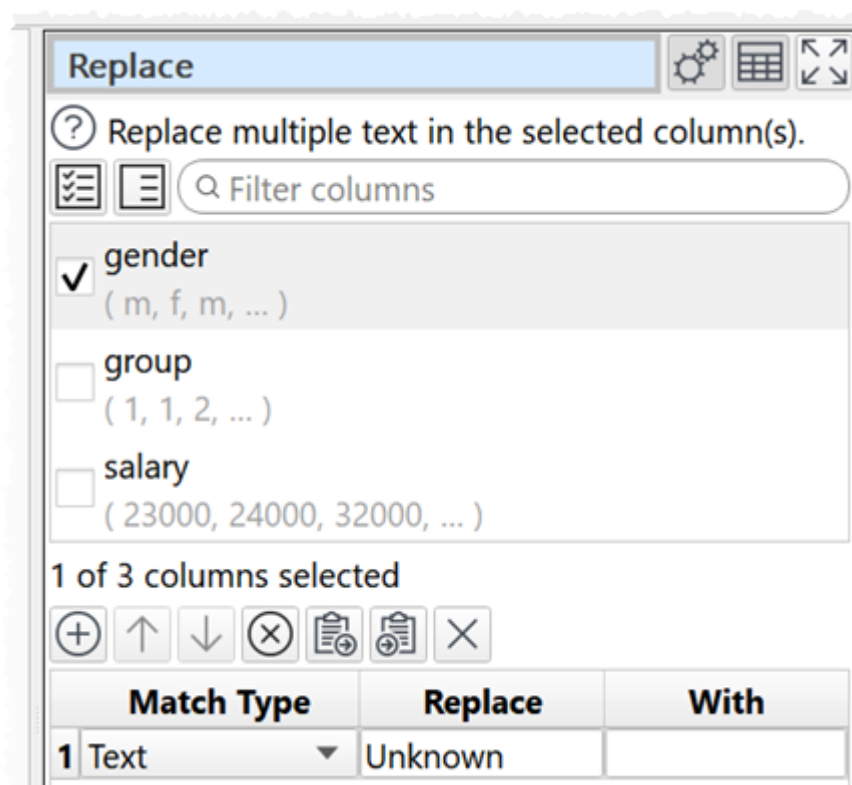 Replace
? Replace multiple text in the selected column(s).
Filter columns
gender
( m, f, m, ... )
group
( 1, 1, 2, ... )
salary
( 23000, 24000, 32000, ... )
1 of 3 columns selected
Match Type Replace With
1 Text Unknown